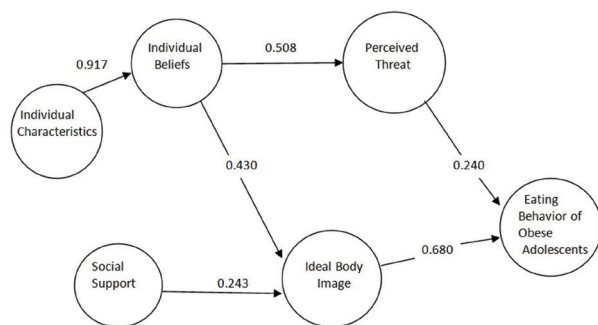 Individual
Beliefs
0.508
Perceived
Threat
0.917
Individual
Characteristics
0.430
0.240
Eating
Behavior of
Obese
Adolescents
Social
Support
0.243
Ideal Body
Image
0.680